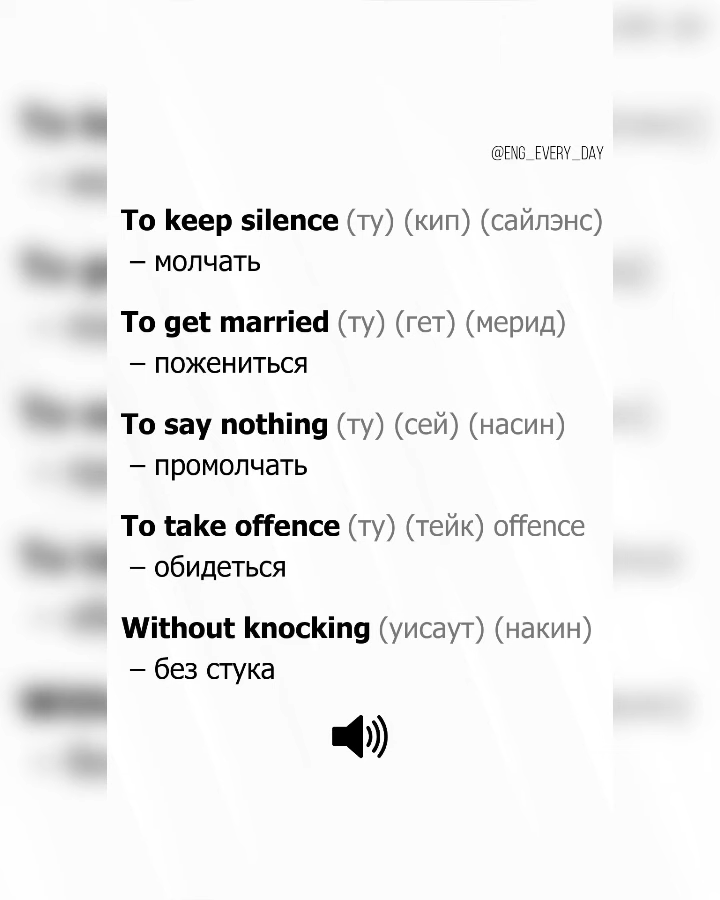 @ENG_EVERY_DAY
To keep silence (ту) (кип) (сайлэнс)
– молчать
To get married (ту) (гет) (мерид)
– пожениться
To say nothing (ту) (сей) (насин)
– промолчать
To take offence (ту) (тейк) offence
– обидеться
Without knocking (уисаут) (накин)
– без стука